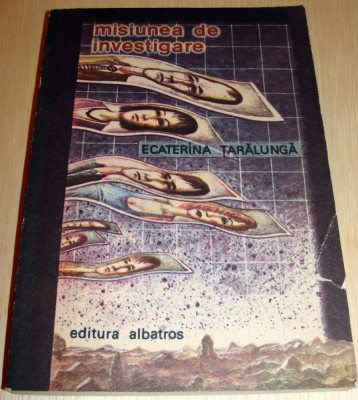 misiunea de
investigare
ECATERINA ȚARĂLUNGĂ
editura albatros